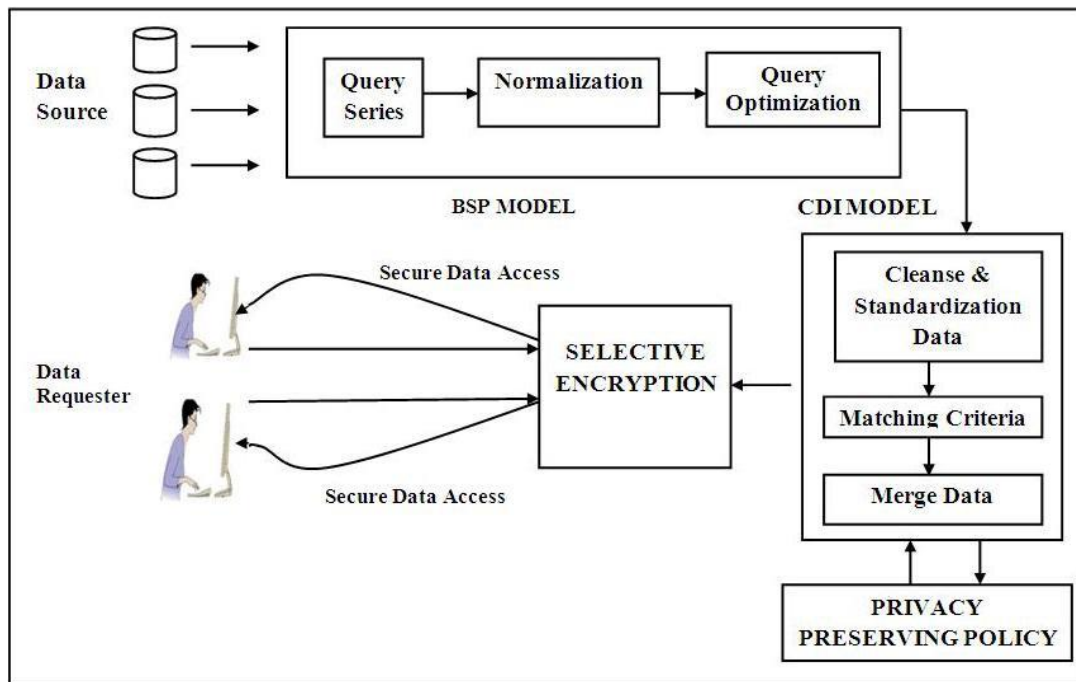 Data
Source
Query
Series
Normalization
Query
Optimization
BSP MODEL
CDI MODEL
Cleanse &
Standardization
Data
Matching Criteria
Merge Data
PRIVACY
PRESERVING POLICY
SELECTIVE
ENCRYPTION
Secure Data Access
Data
Requester
Secure Data Access